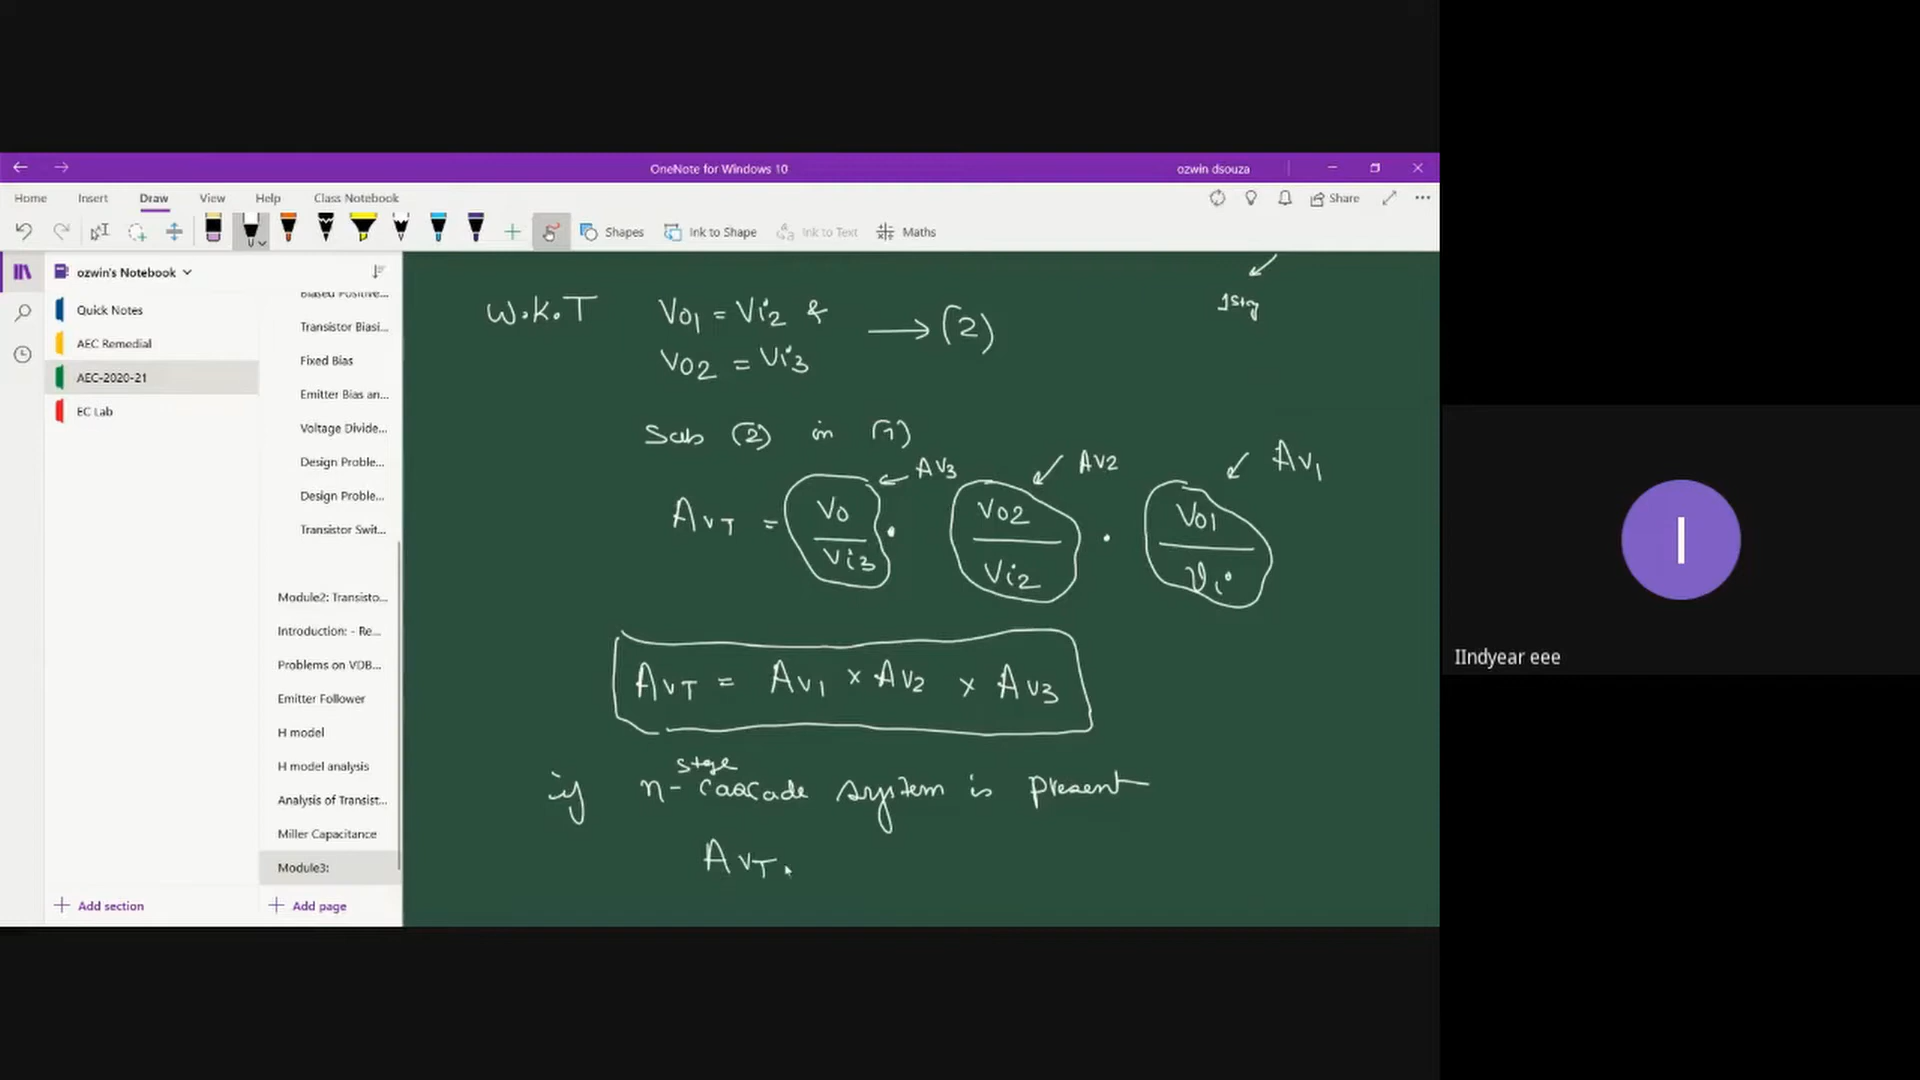 OneNote for Windows 10
ozwin dsouza
Home Insert Draw View Help Class Notebook
Share
Shapes Ink to Shape Ink to Text Maths
ozwin's Notebook
Quick Notes
AEC Remedial
AEC-2020-21
EC Lab
Add section
Biased Positive...
Transistor Biasi...
Fixed Bias
Emitter Bias an...
Voltage Divide...
Design Proble...
Design Proble...
Transistor Swit...
Module2: Transisto...
Introduction: - Re...
Problems on VDB...
Emitter Follower
H model
H model analysis
Analysis of Transist...
Miller Capacitance
Module3:
Add page
W.K.T Vo1 = Vi2 & → (2)
Vo2 = Vi3
Sub (2) in (1)
← Av3 ↙ Av2 ↙ Av1
AvT = Vo/Vi3 . Vo2/Vi2 . Vo1/Vi
AvT = Av1 × Av2 × Av3
stage
if n- cascade system is present
AvT
I
IIndyear eee